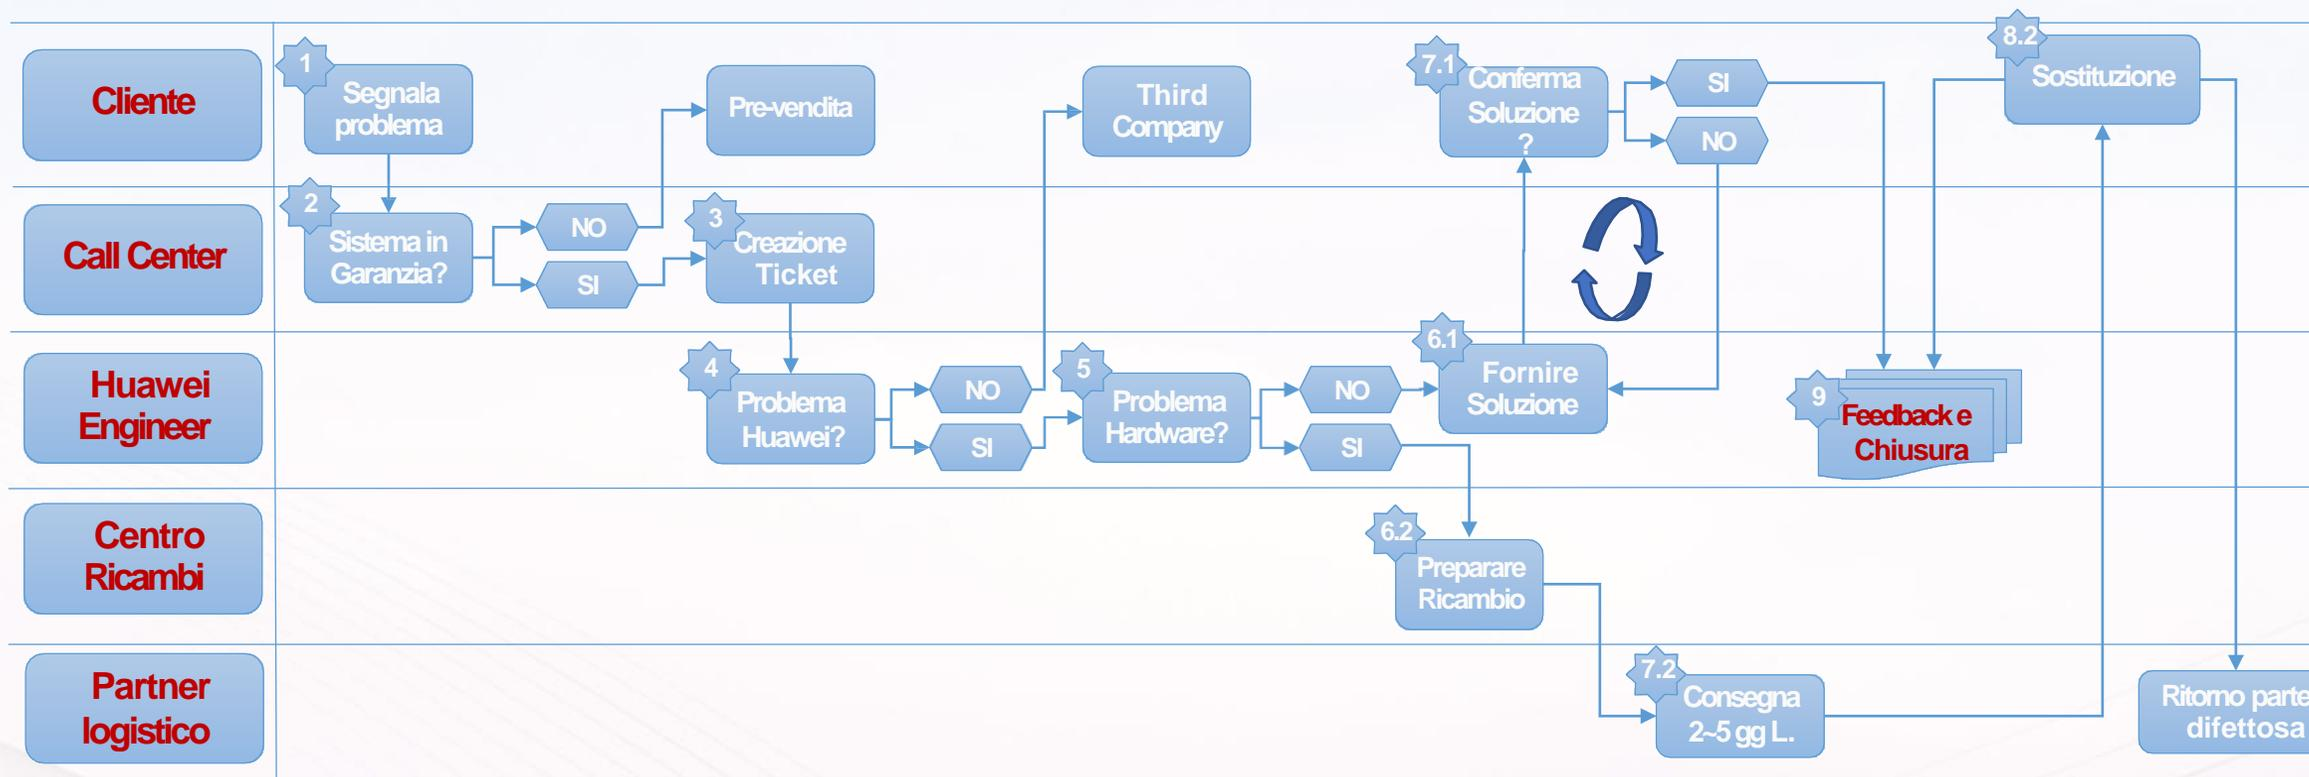 Cliente
1
Segnala
problema
Pre-vendita
Third
Company
7.1
Conferma
Soluzione
?
SI
NO
8.2
Sostituzione
Call Center
2
Sistema in
Garanzia?
NO
SI
3
Creazione
Ticket
Huawei
Engineer
4
Problema
Huawei?
NO
SI
5
Problema
Hardware?
NO
SI
6.1
Fornire
Soluzione
9
Feedback e
Chiusura
Centro
Ricambi
6.2
Preparare
Ricambio
Partner
logistico
7.2
Consegna
2~5 gg L.
Ritorno parte
difettosa